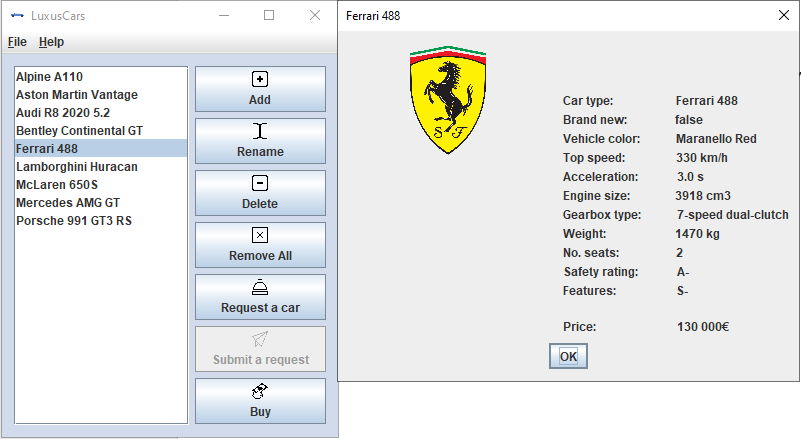 LuxusCars
File Help
Alpine A110
Aston Martin Vantage
Audi R8 2020 5.2
Bentley Continental GT
Ferrari 488
Lamborghini Huracan
McLaren 650S
Mercedes AMG GT
Porsche 991 GT3 RS
Add
Rename
Delete
Remove All
Request a car
Submit a request
Buy
Ferrari 488
S F
Car type: Ferrari 488
Brand new: false
Vehicle color: Maranello Red
Top speed: 330 km/h
Acceleration: 3.0 s
Engine size: 3918 cm3
Gearbox type: 7-speed dual-clutch
Weight: 1470 kg
No. seats: 2
Safety rating: A-
Features: S-
Price: 130 000€
OK